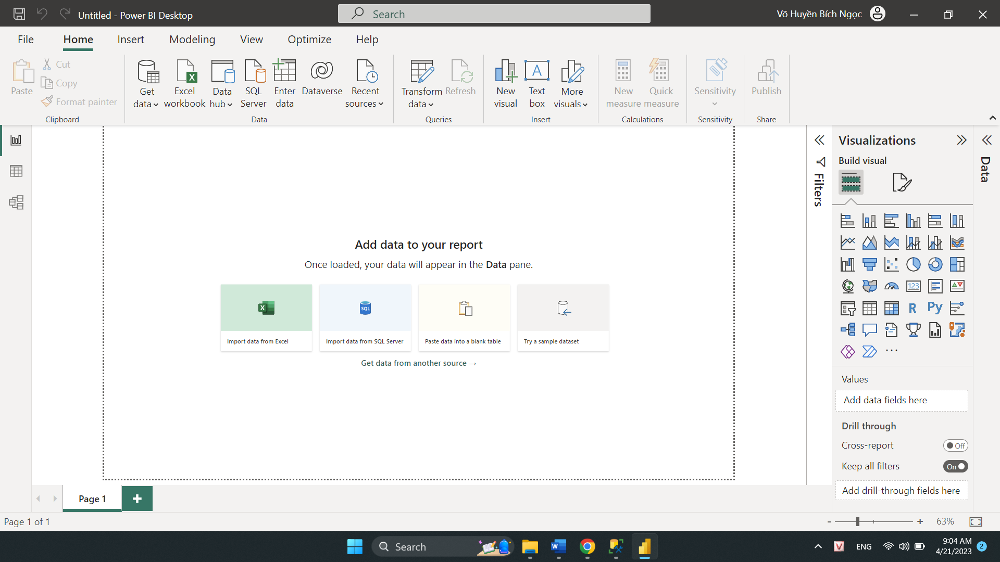 Untitled - Power BI Desktop
Search
Võ Huyền Bích Ngọc
File Home Insert Modeling View Optimize Help
Paste
Cut
Copy
Format painter
Clipboard
Get data
Excel workbook
Data hub
SQL Server
Enter data
Dataverse
Recent sources
Data
Transform data
Refresh
Queries
New visual
A
Text box
More visuals
Insert
New measure
Quick measure
Calculations
Sensitivity
Sensitivity
Publish
Share
Add data to your report
Once loaded, your data will appear in the Data pane.
X
SQL
Import data from Excel
Import data from SQL Server
Paste data into a blank table
Try a sample dataset
Get data from another source →
Filters
Visualizations
Build visual
123
R
Py
...
Values
Add data fields here
Drill through
Cross-report
Off
Keep all filters
On
Add drill-through fields here
Data
Page 1
+
Page 1 of 1
- + 63%
Search
W
V
ENG
9:04 AM
4/21/2023
2